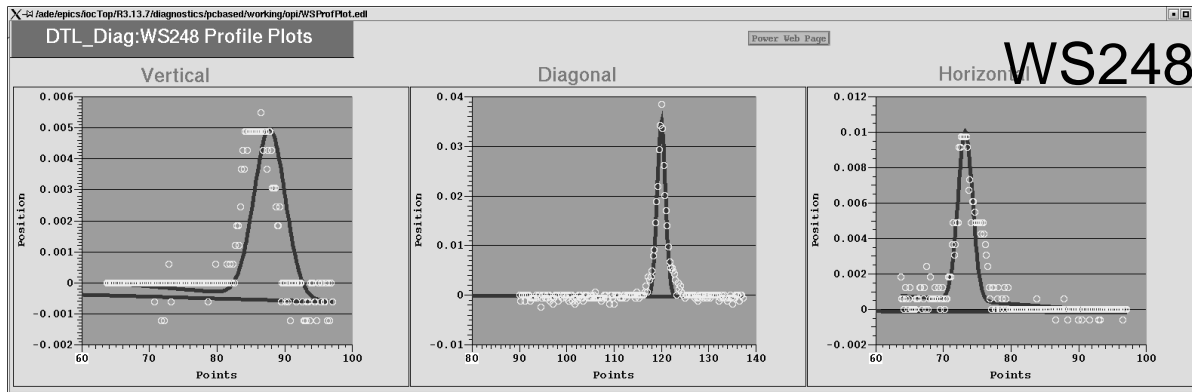 X /ade/epics/iocTop/R3.13.7/diagnostics/pcbased/working/opi/WSProfPlot.edl
DTL_Diag:WS248 Profile Plots
Power Web Page
WS248
Vertical
0.006
0.005
0.004
0.003
0.002
0.001
0
-0.001
-0.002
Position
60 70 80 90 100
Points
Diagonal
0.04
0.03
0.02
0.01
0
-0.01
Position
80 90 100 110 120 130 140
Points
Horizontal
0.012
0.01
0.008
0.006
0.004
0.002
0
-0.002
Position
60 70 80 90 100
Points